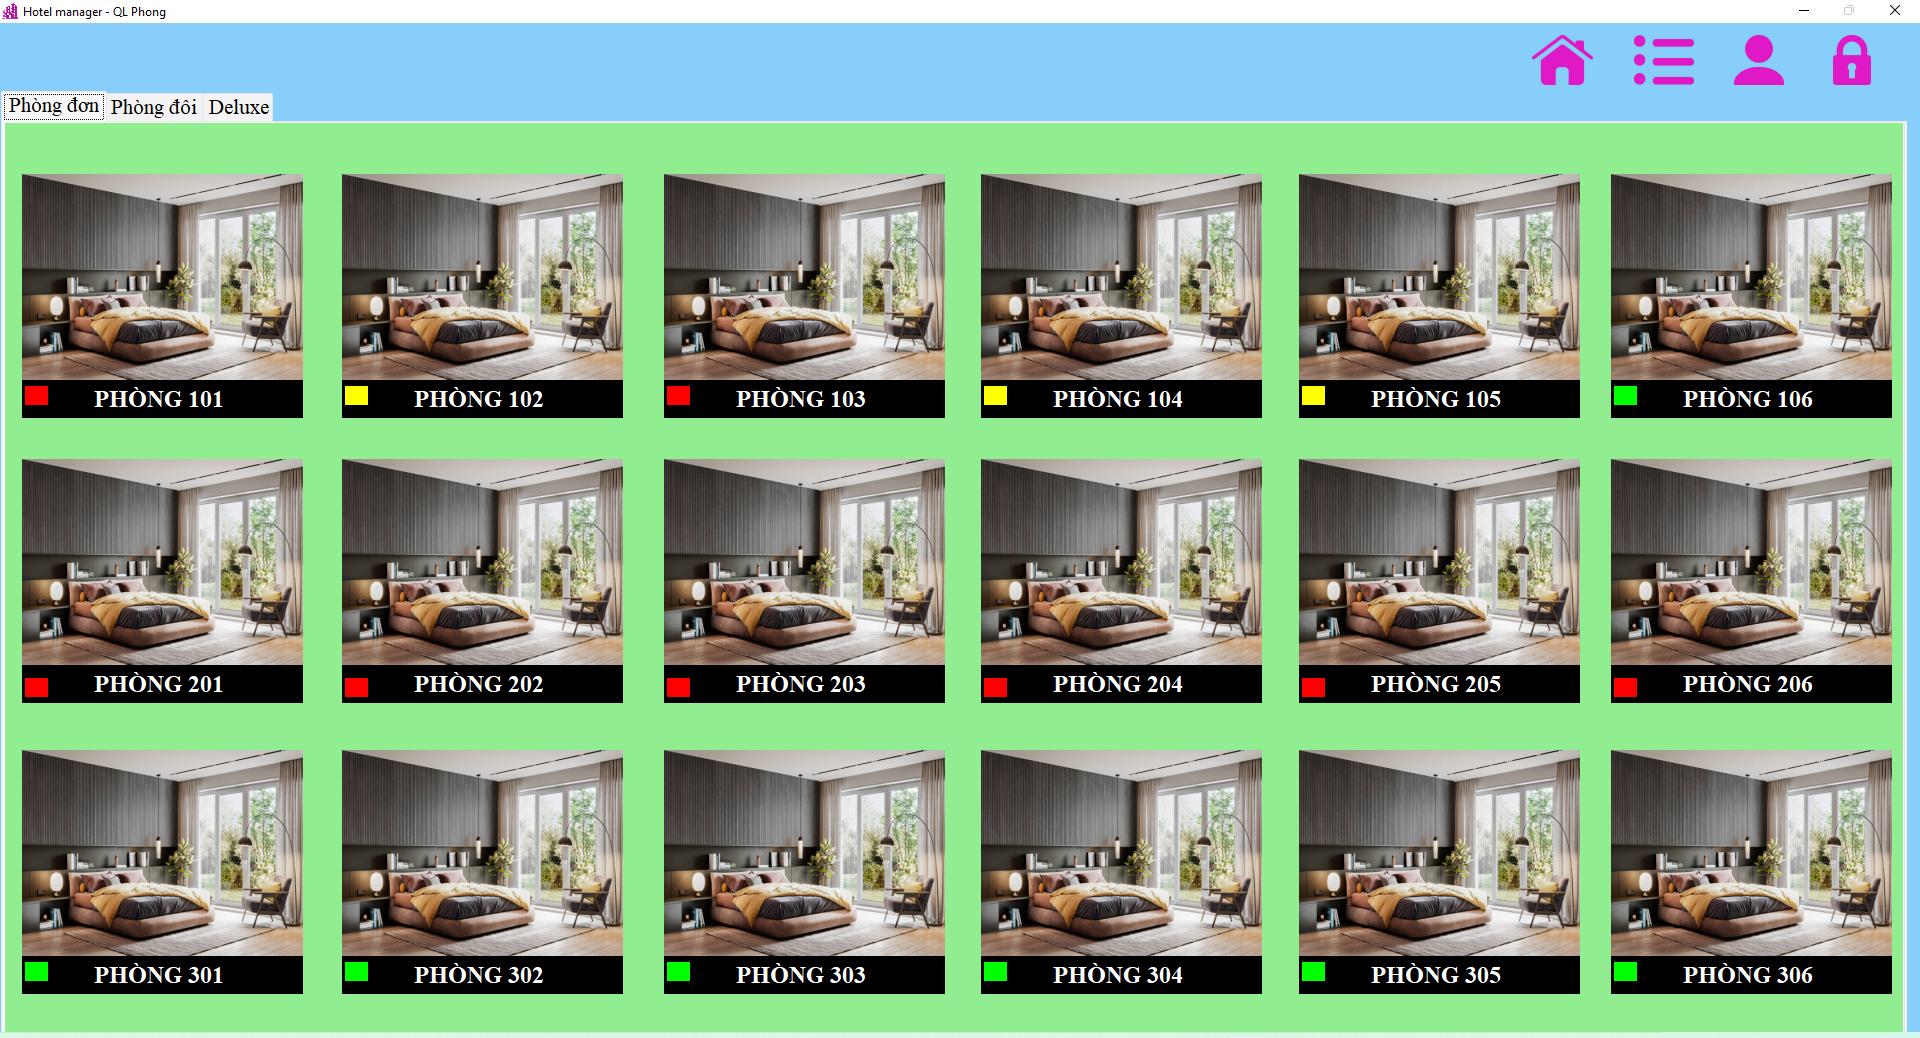 Hotel manager - QL Phong
Phòng đơn Phòng đôi Deluxe
PHÒNG 101 PHÒNG 102 PHÒNG 103 PHÒNG 104 PHÒNG 105 PHÒNG 106
PHÒNG 201 PHÒNG 202 PHÒNG 203 PHÒNG 204 PHÒNG 205 PHÒNG 206
PHÒNG 301 PHÒNG 302 PHÒNG 303 PHÒNG 304 PHÒNG 305 PHÒNG 306